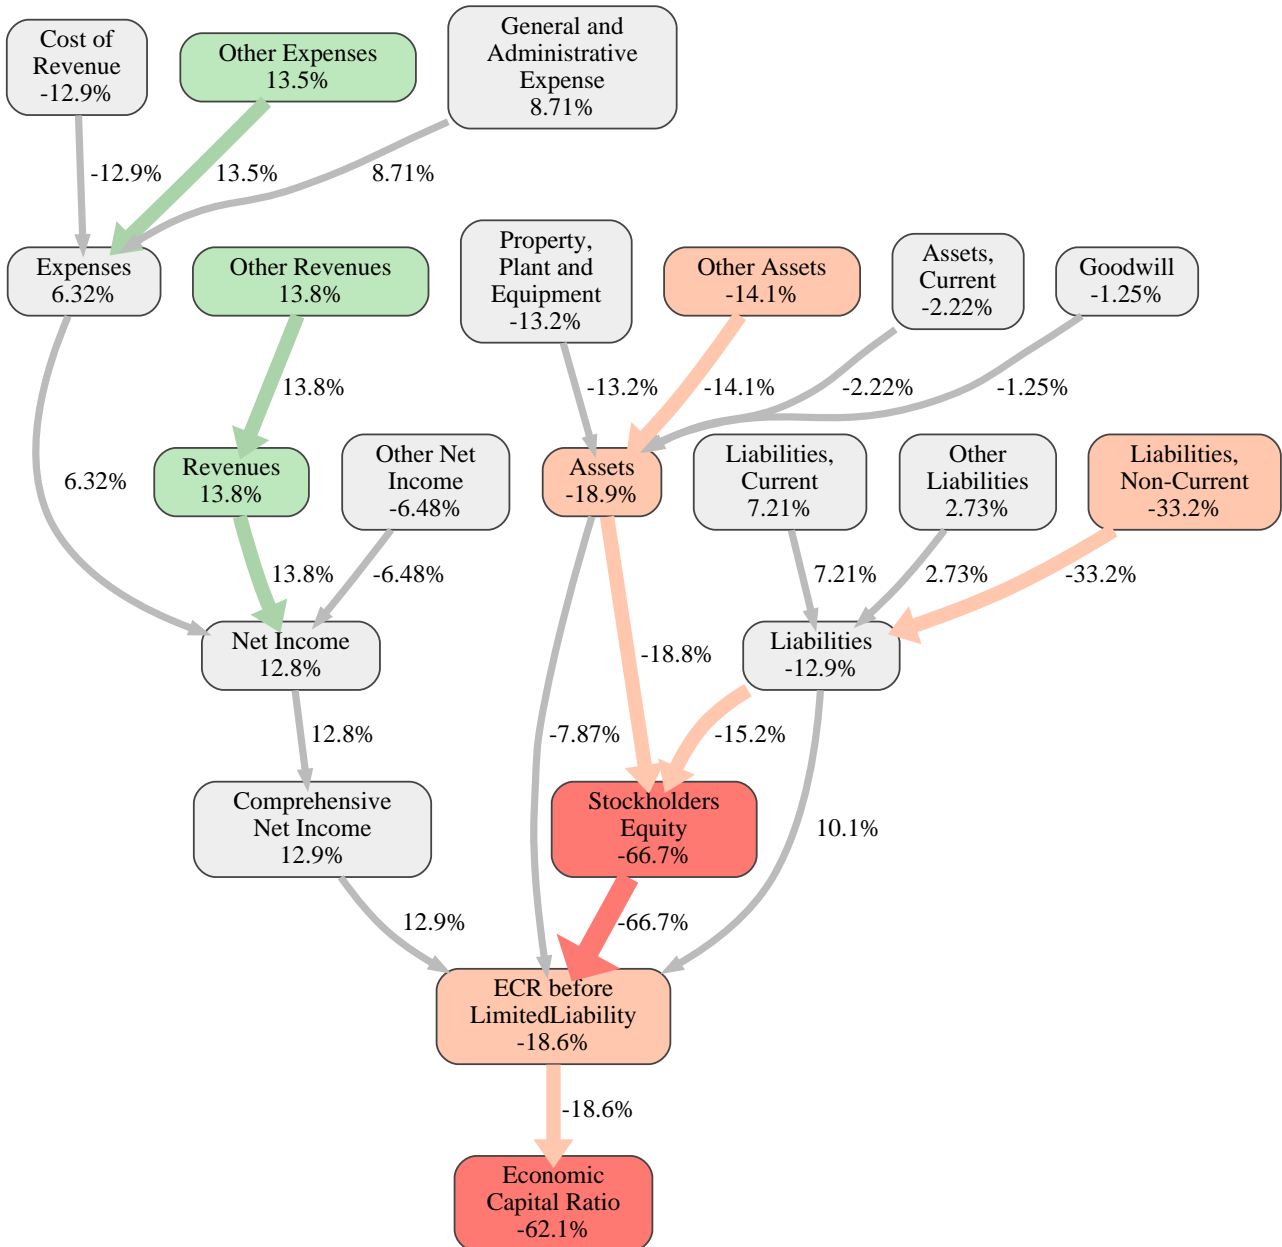 Cost of
Revenue
-12.9%
Other Expenses
13.5%
General and
Administrative
Expense
8.71%
-12.9%
13.5%
8.71%
Expenses
6.32%
Other Revenues
13.8%
Property,
Plant and
Equipment
-13.2%
Other Assets
-14.1%
Assets,
Current
-2.22%
Goodwill
-1.25%
13.8%
-13.2%
-14.1%
-2.22%
-1.25%
6.32%
Revenues
13.8%
Other Net
Income
-6.48%
Assets
-18.9%
Liabilities,
Current
7.21%
Other
Liabilities
2.73%
Liabilities,
Non-Current
-33.2%
13.8%
-6.48%
7.21%
2.73%
-33.2%
Net Income
12.8%
-18.8%
Liabilities
-12.9%
12.8%
-7.87%
-15.2%
Comprehensive
Net Income
12.9%
Stockholders
Equity
-66.7%
10.1%
12.9%
-66.7%
ECR before
LimitedLiability
-18.6%
-18.6%
Economic
Capital Ratio
-62.1%